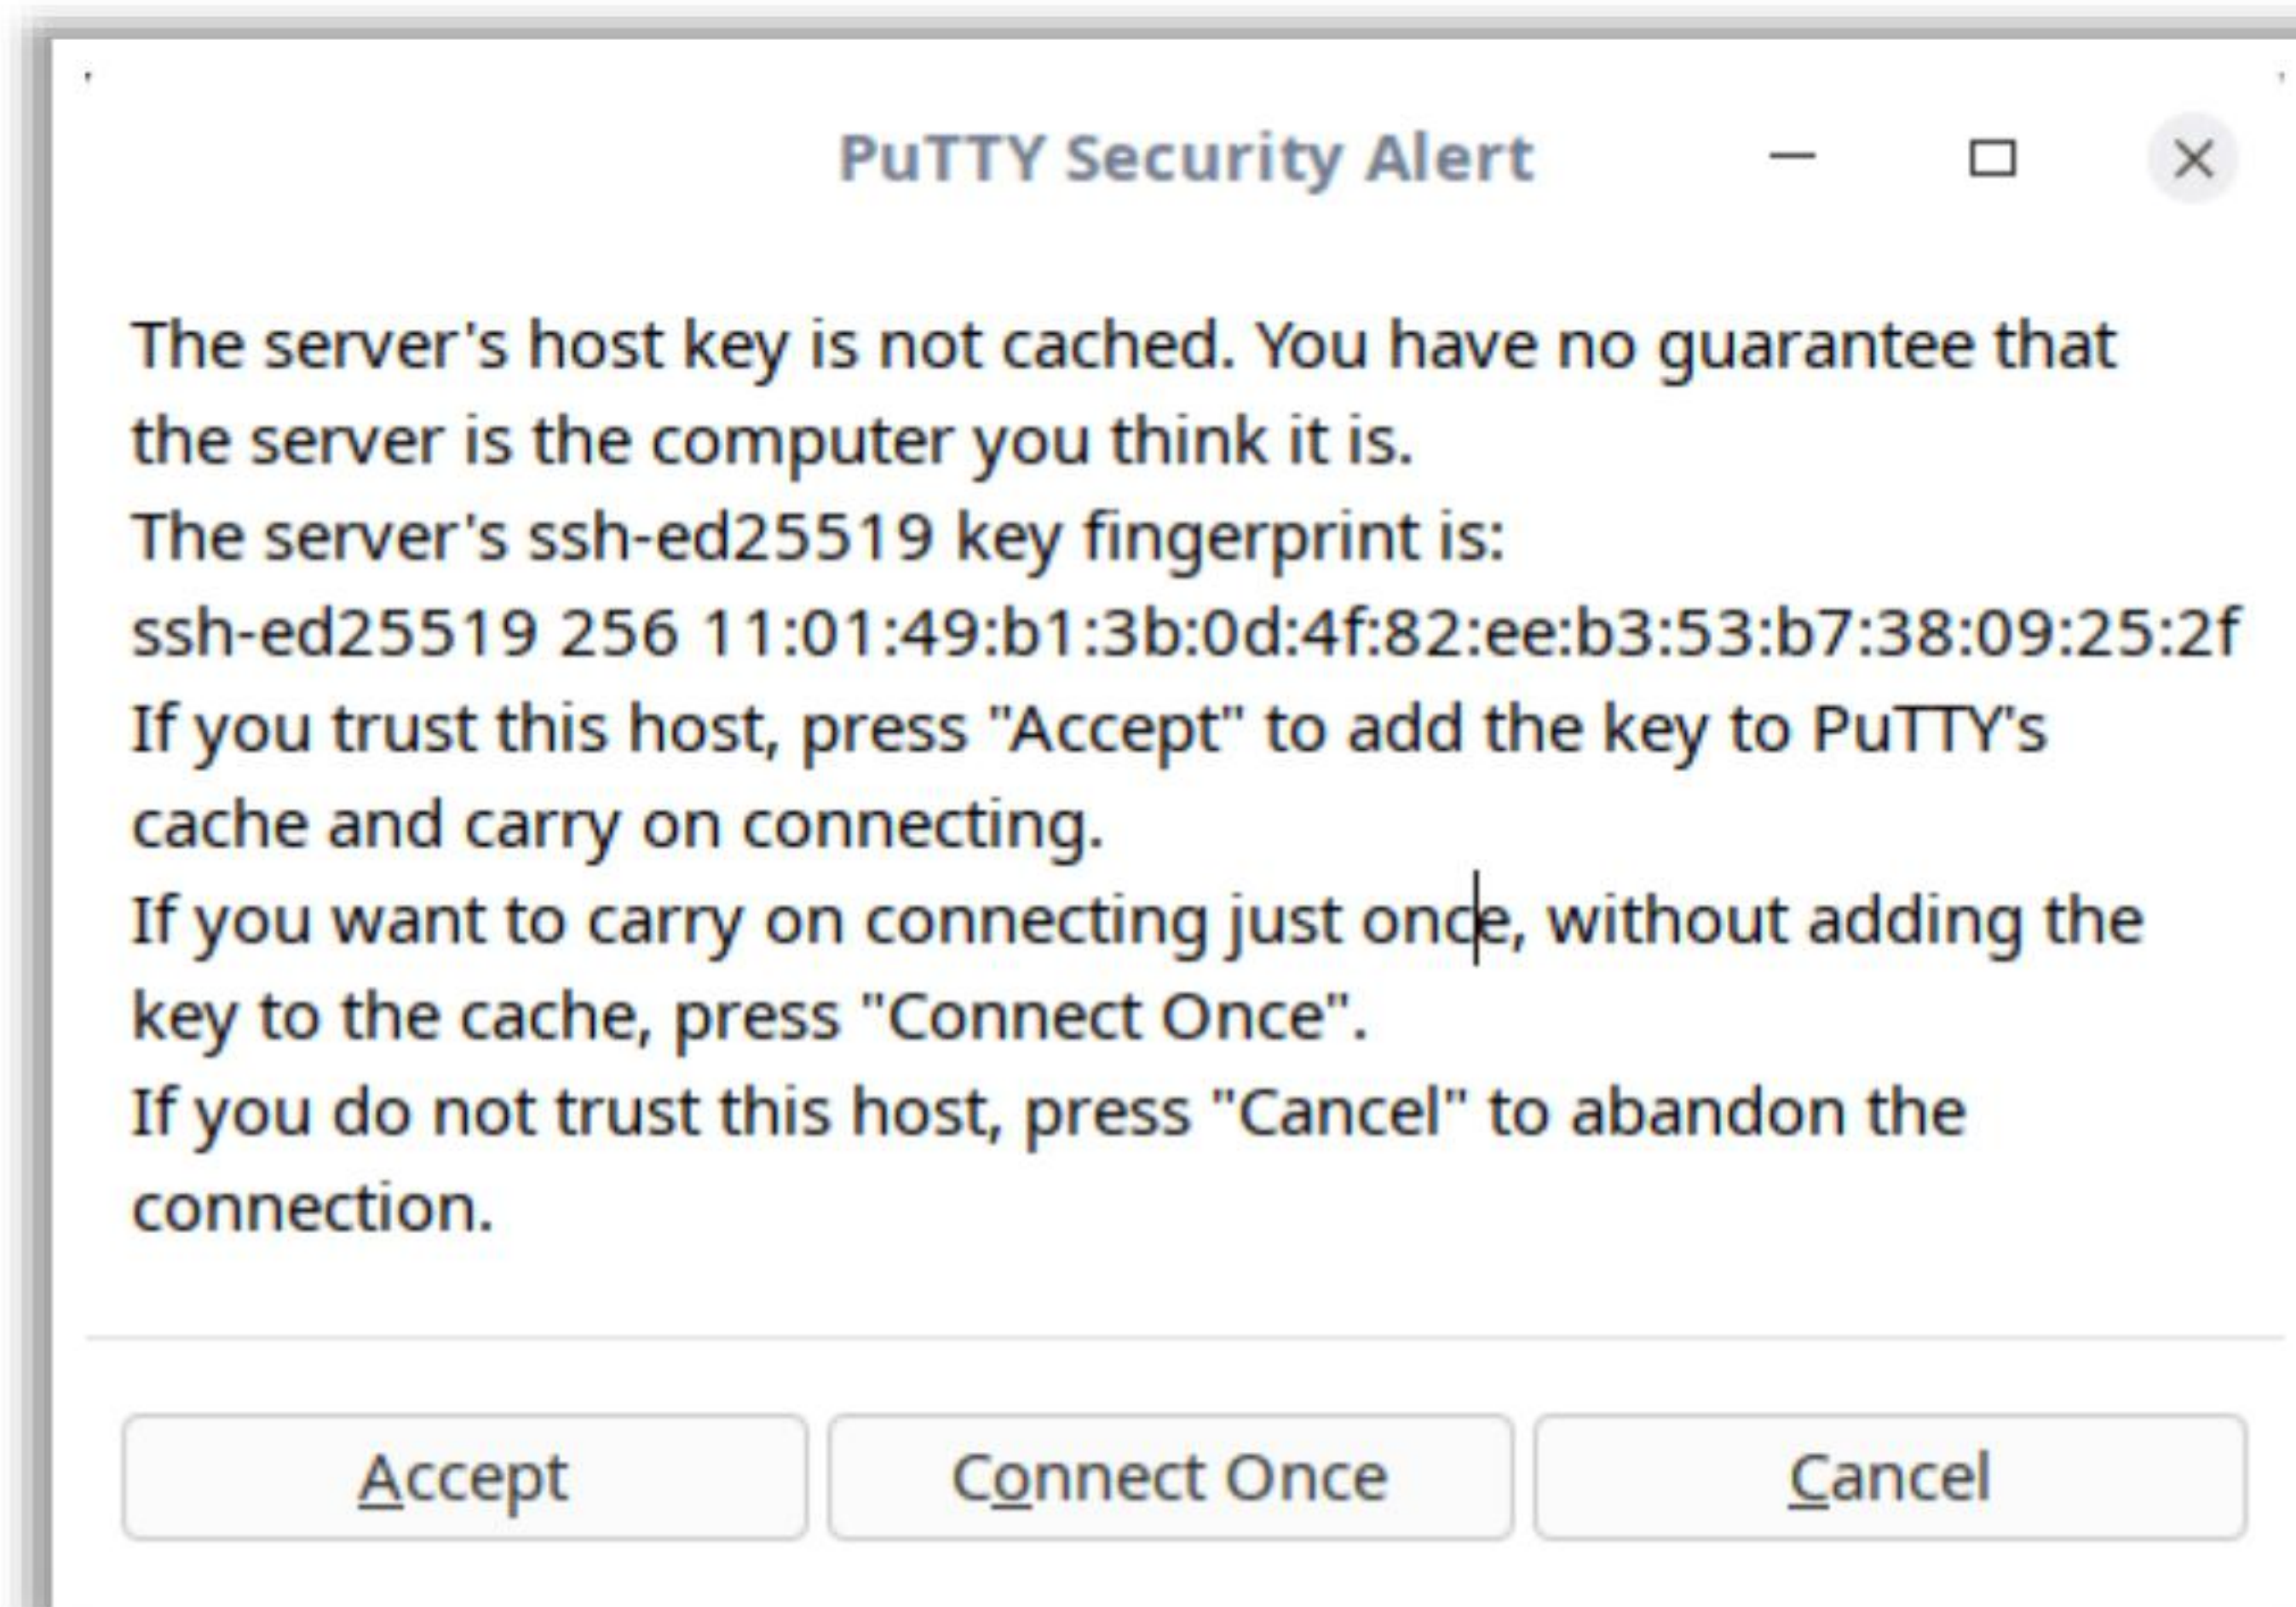 PuTTY Security Alert
The server's host key is not cached. You have no guarantee that
the server is the computer you think it is.
The server's ssh-ed25519 key fingerprint is:
ssh-ed25519 256 11:01:49:b1:3b:0d:4f:82:ee:b3:53:b7:38:09:25:2f
If you trust this host, press "Accept" to add the key to PuTTY's
cache and carry on connecting.
If you want to carry on connecting just once, without adding the
key to the cache, press "Connect Once".
If you do not trust this host, press "Cancel" to abandon the
connection.
Accept Connect Once Cancel